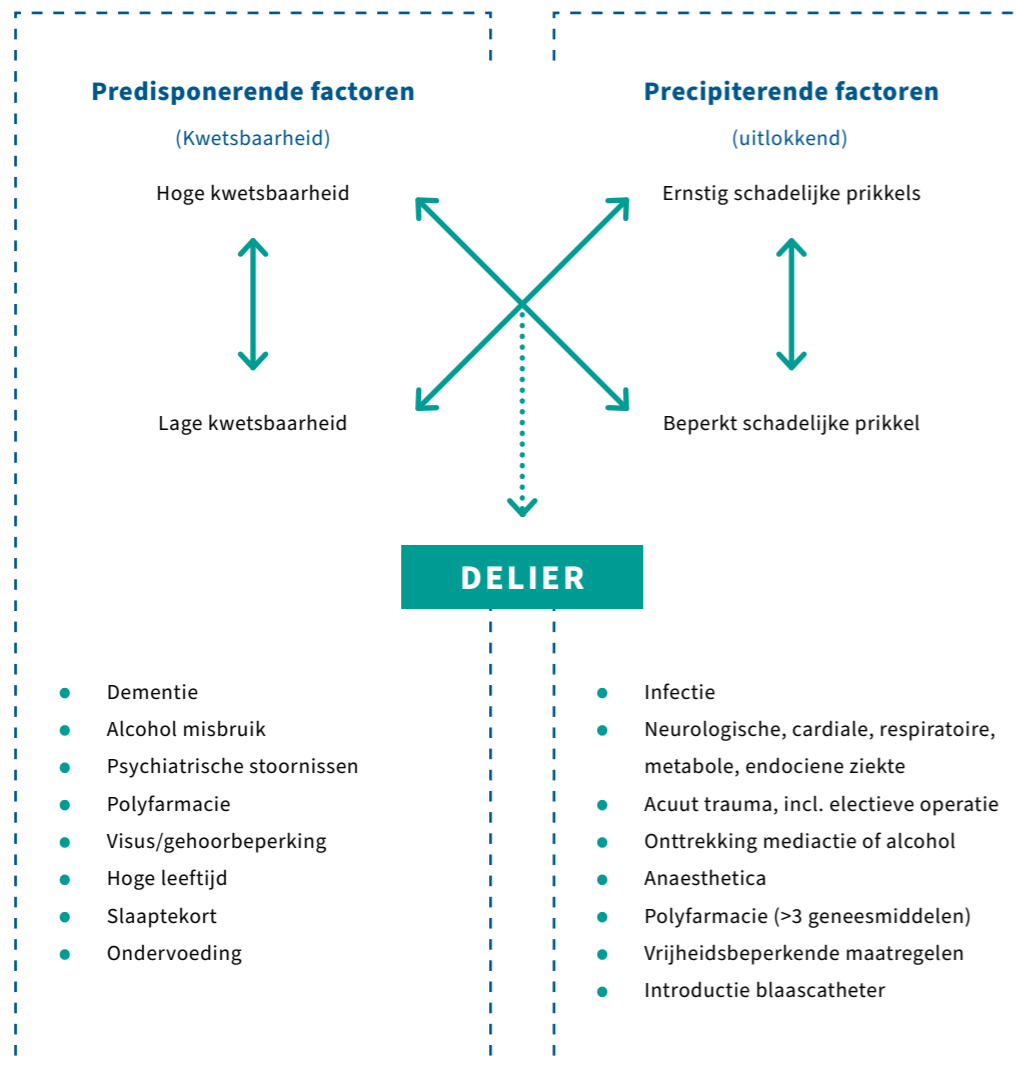 Predisponerende factoren
(Kwetsbaarheid)
Hoge kwetsbaarheid
Lage kwetsbaarheid
Precipiterende factoren
(uitlokkend)
Ernstig schadelijke prikkels
Beperkt schadelijke prikkel
DELIER
Dementie
Alcohol misbruik
Psychiatrische stoornissen
Polyfarmacie
Visus/gehoorbeperking
Hoge leeftijd
Slaaptekort
Ondervoeding
Infectie
Neurologische, cardiale, respiratoire,
metabole, endociene ziekte
Acuut trauma, incl. electieve operatie
Onttrekking mediactie of alcohol
Anaesthetica
Polyfarmacie (>3 geneesmiddelen)
Vrijheidsbeperkende maatregelen
Introductie blaascatheter